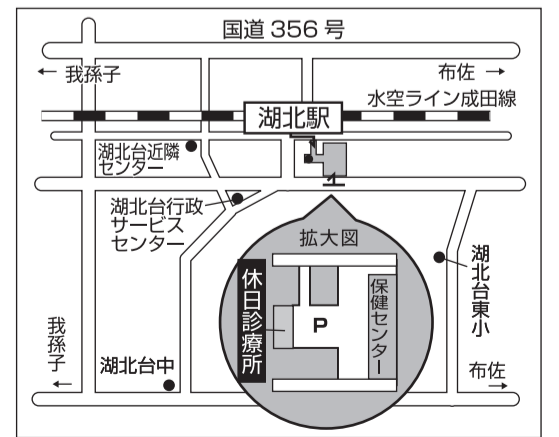 国道 356 号
← 我孫子
布佐 →
水空ライン成田線
湖北駅
湖北台近隣
センター
湖北台行政
サービス
センター
拡大図
休日診療所
P
保健センター
湖北台東小
我孫子
←
湖北台中
布佐
→